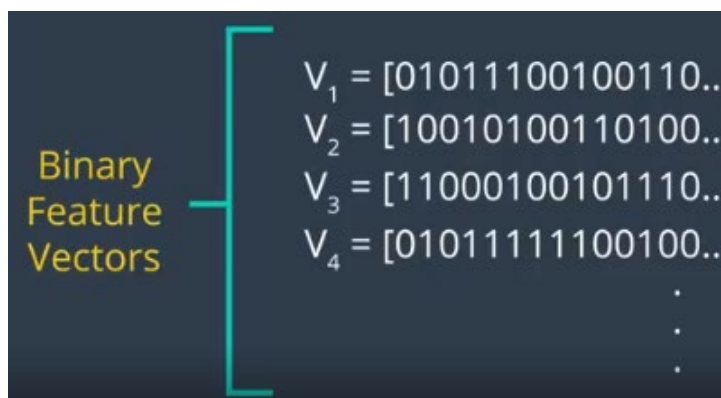 Binary
Feature
Vectors
V₁ = [01011100100110..
V₂ = [10010100110100..
V₃ = [11000100101110..
V₄ = [01011111100100..
.
.
.